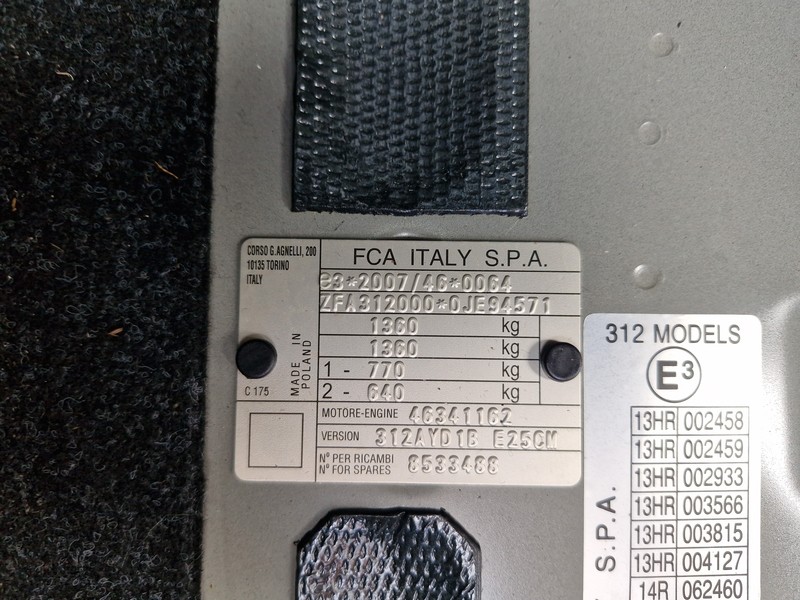 CORSO G.AGNELLI, 200
10135 TORINO
ITALY
MADE IN
POLAND
C 175
FCA ITALY S.P.A.
e3*2007/46*0064
ZFA312000*0JE94571
1360 kg
1360 kg
1 - 770 kg
2 - 640 kg
MOTORE-ENGINE 46341162
VERSION 312AYD1B E25CM
N° PER RICAMBI
N° FOR SPARES 8533488
312 MODELS
E3
13HR 002458
13HR 002459
13HR 002933
13HR 003566
13HR 003815
13HR 004127
14R 062460
S.P.A.